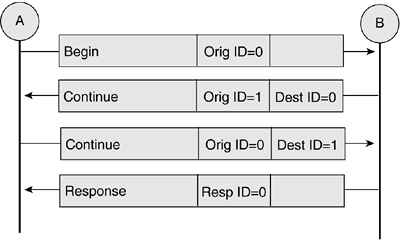 A B
Begin Orig ID=0
Continue Orig ID=1 Dest ID=0
Continue Orig ID=0 Dest ID=1
Response Resp ID=0